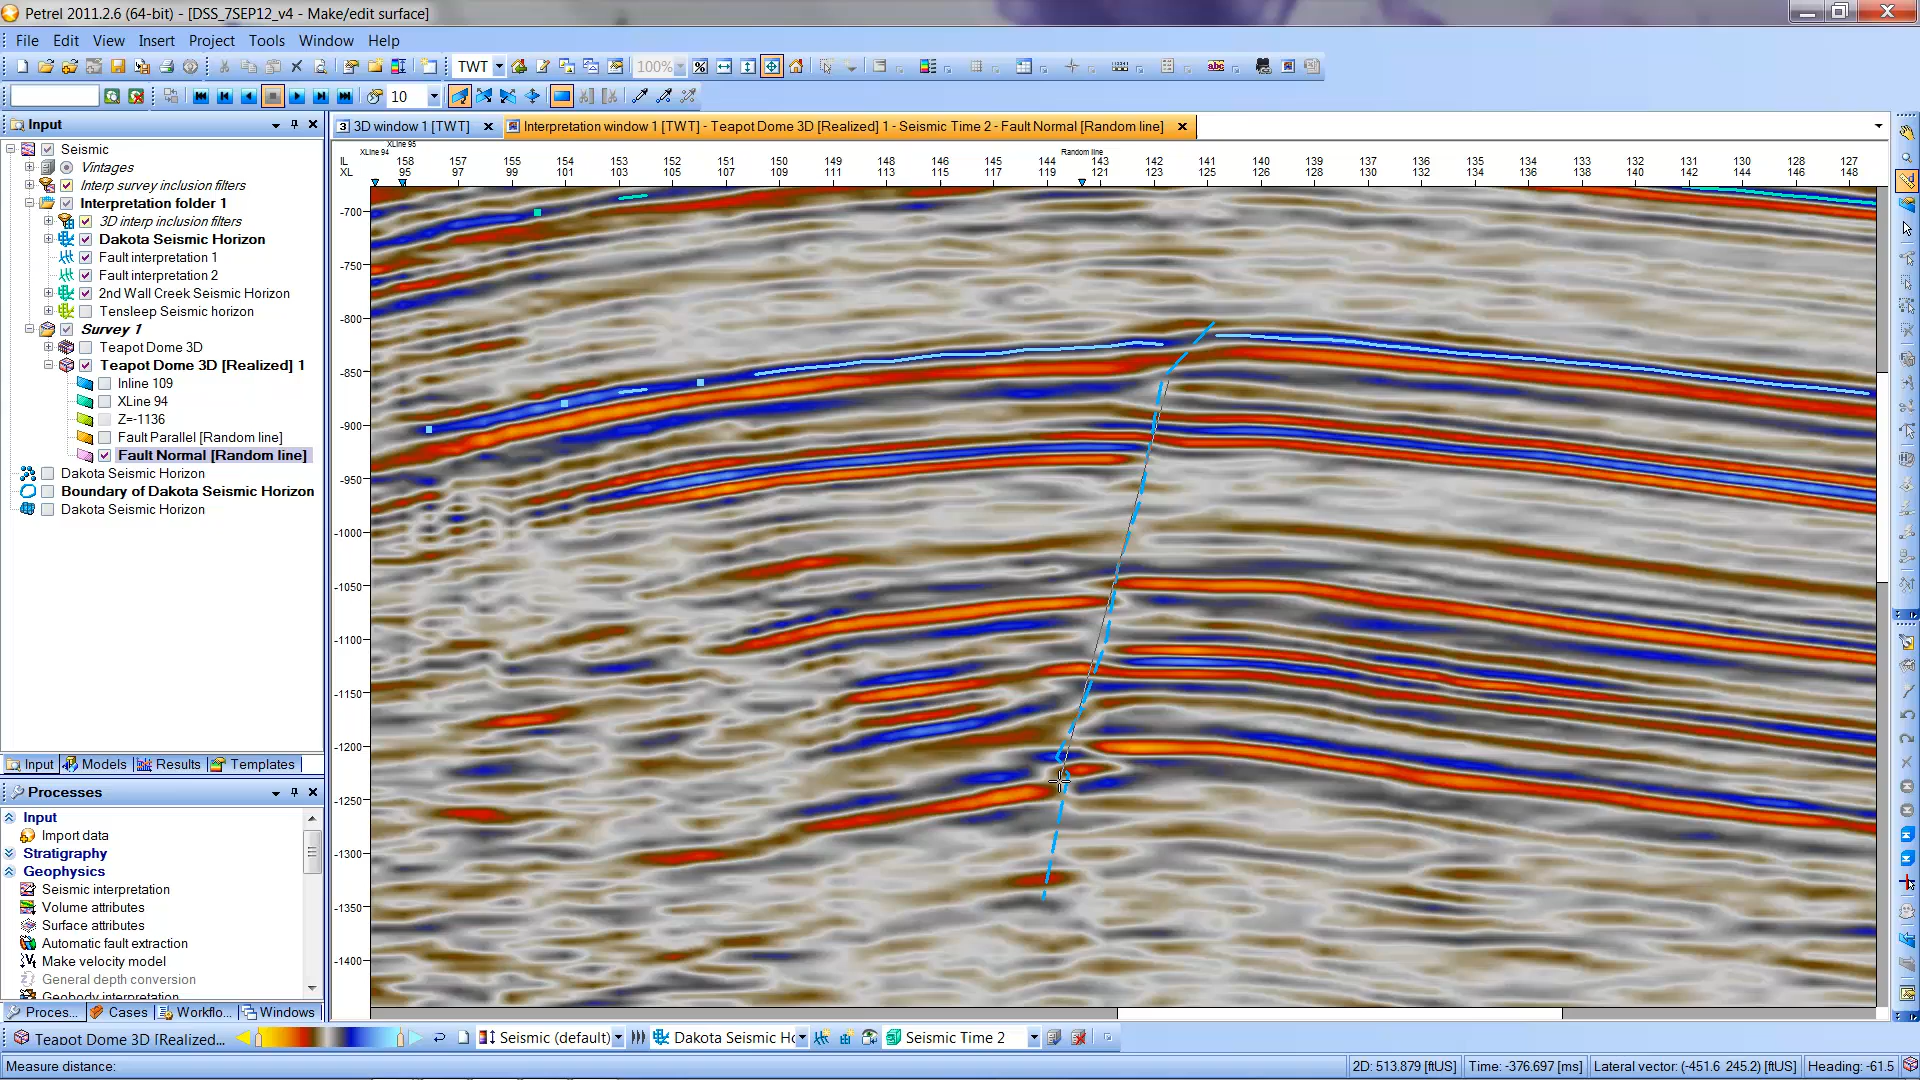 Petrel 2011.2.6 (64-bit) - [DSS_7SEP12_v4 - Make/edit surface]
File Edit View Insert Project Tools Window Help
TWT 100%
10
Input
3D window 1 [TWT]
Interpretation window 1 [TWT] - Teapot Dome 3D [Realized] 1 - Seismic Time 2 - Fault Normal [Random line]
XLine 94 XLine 95 Random line
IL 158 157 155 154 153 152 151 149 148 146 145 144 143 142 141 140 139 137 136 135 134 133 132 131 130 128 127
XL 95 97 99 101 103 105 107 109 111 113 115 117 119 121 123 125 126 128 130 132 134 136 138 140 142 144 146 148
Seismic
Vintages
Interp survey inclusion filters
Interpretation folder 1
3D interp inclusion filters
Dakota Seismic Horizon
Fault interpretation 1
Fault interpretation 2
2nd Wall Creek Seismic Horizon
Tensleep Seismic horizon
Survey 1
Teapot Dome 3D
Teapot Dome 3D [Realized] 1
Inline 109
XLine 94
Z=-1136
Fault Parallel [Random line]
Fault Normal [Random line]
Dakota Seismic Horizon
Boundary of Dakota Seismic Horizon
Dakota Seismic Horizon
-700
-750
-800
-850
-900
-950
-1000
-1050
-1100
-1150
-1200
-1250
-1300
-1350
-1400
Input Models Results Templates
Processes
Input
Import data
Stratigraphy
Geophysics
Seismic interpretation
Volume attributes
Surface attributes
Automatic fault extraction
Make velocity model
General depth conversion
Geobody interpretation
Proces... Cases Workflo... Windows
Teapot Dome 3D [Realized... Seismic (default) Dakota Seismic Ho Seismic Time 2
Measure distance: 2D: 513.879 [ftUS] Time: -376.697 [ms] Lateral vector: (-451.6 245.2) [ftUS] Heading: -61.5